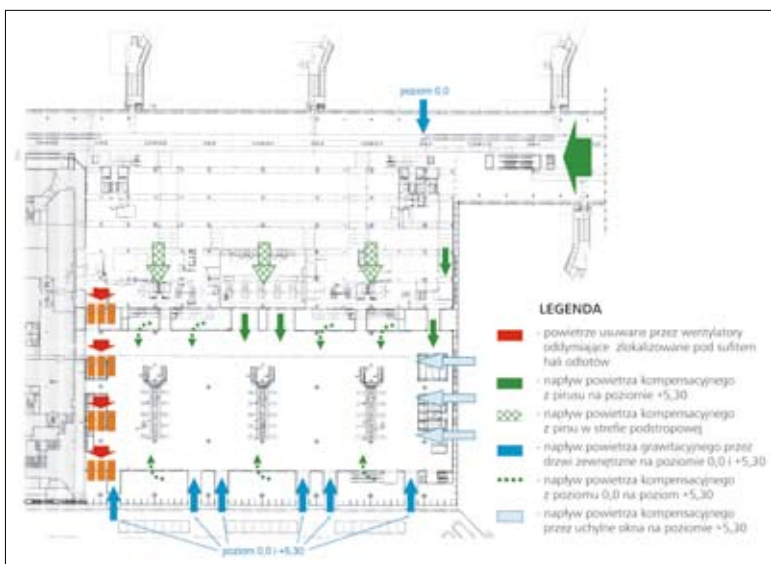 poziom 0,0
LEGENDA
- powietrze usuwane przez wentylatory
oddymiające zlokalizowane pod sufitem
hali odlotów
- napływ powietrza kompensacyjnego
z pirusu na poziomie +5,30
- napływ powietrza kompensacyjnego
z pirsu w strefie podstropowej
- napływ powietrza grawitacyjnego przez
drzwi zewnętrzne na poziomie 0,0 i +5,30
- napływ powietrza kompensacyjnego
z poziomu 0,0 na poziom +5,30
- napływ powietrza kompensacyjnego
przez uchylne okna na poziomie +5,30
poziom 0,0 i +5,30